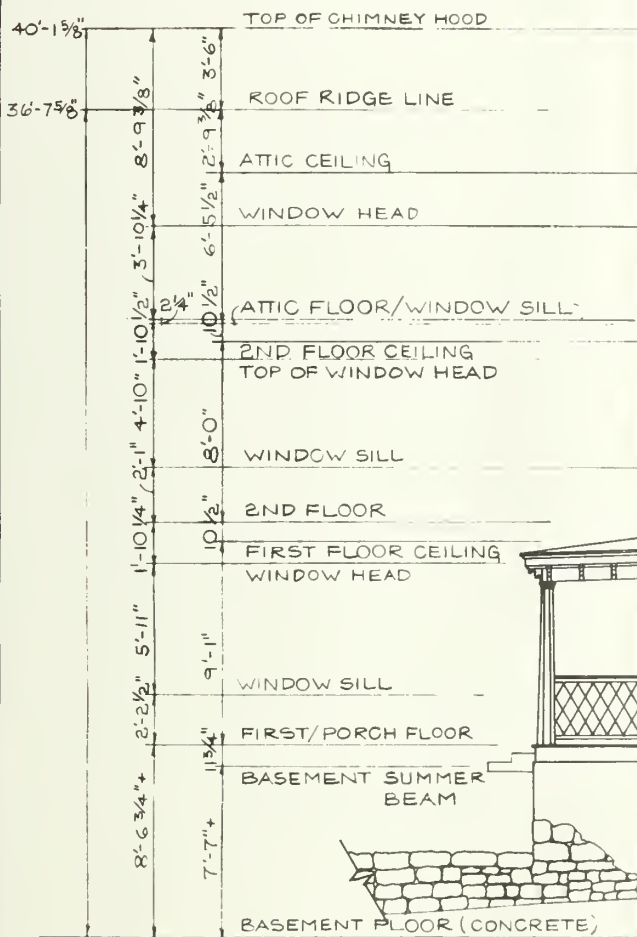 40'-1 5/8"
TOP OF CHIMNEY HOOD
3'-6"
36'-7 5/8"
ROOF RIDGE LINE
8'-9 3/8"
2'-9 3/8"
ATTIC CEILING
6'-5 1/2"
WINDOW HEAD
3'-10 1/4"
2 1/4"
10 1/2"
ATTIC FLOOR/WINDOW SILL
1'-10 1/2"
2ND FLOOR CEILING
TOP OF WINDOW HEAD
4'-10"
8'-0"
WINDOW SILL
2'-1"
2ND FLOOR
10 1/2"
1'-10 1/4"
FIRST FLOOR CEILING
WINDOW HEAD
5'-11"
9'-1"
WINDOW SILL
2'-2 1/2"
FIRST/PORCH FLOOR
11 3/4"
BASEMENT SUMMER
BEAM
8'-6 3/4"+
7'-7"+
BASEMENT FLOOR (CONCRETE)